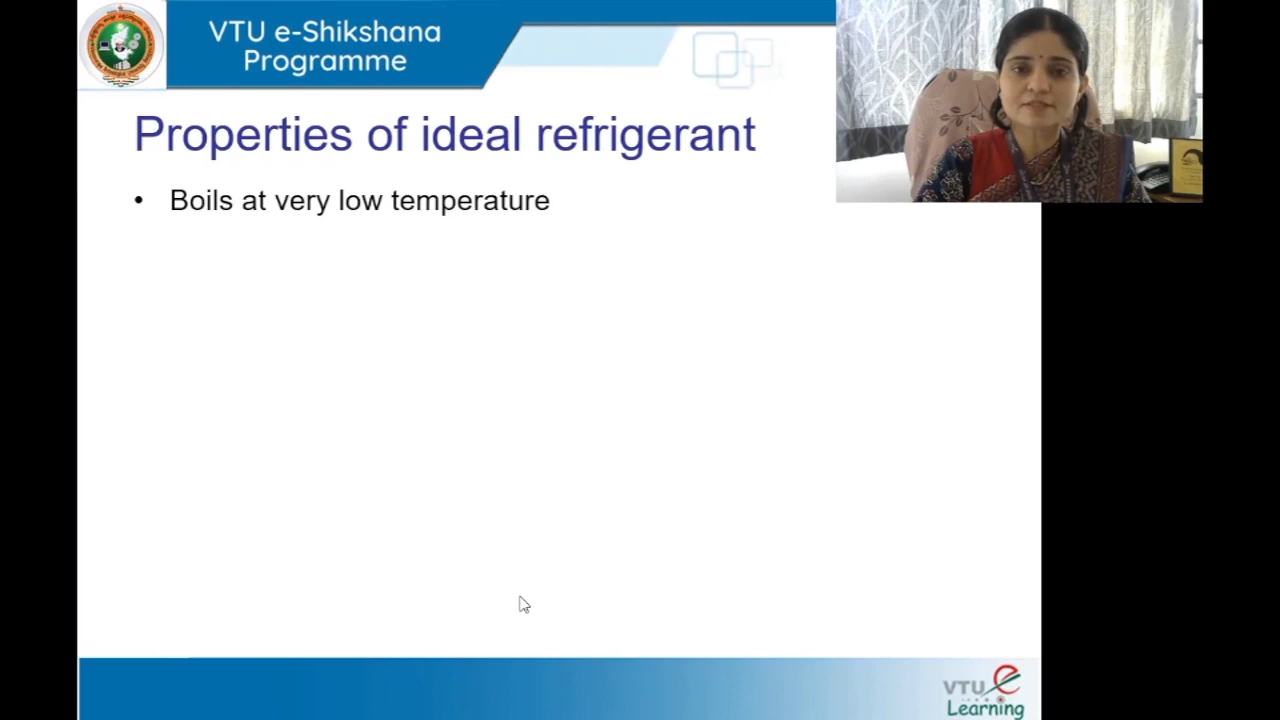 VTU e-Shikshana
Programme
Properties of ideal refrigerant
• Boils at very low temperature
VTU e
Learning